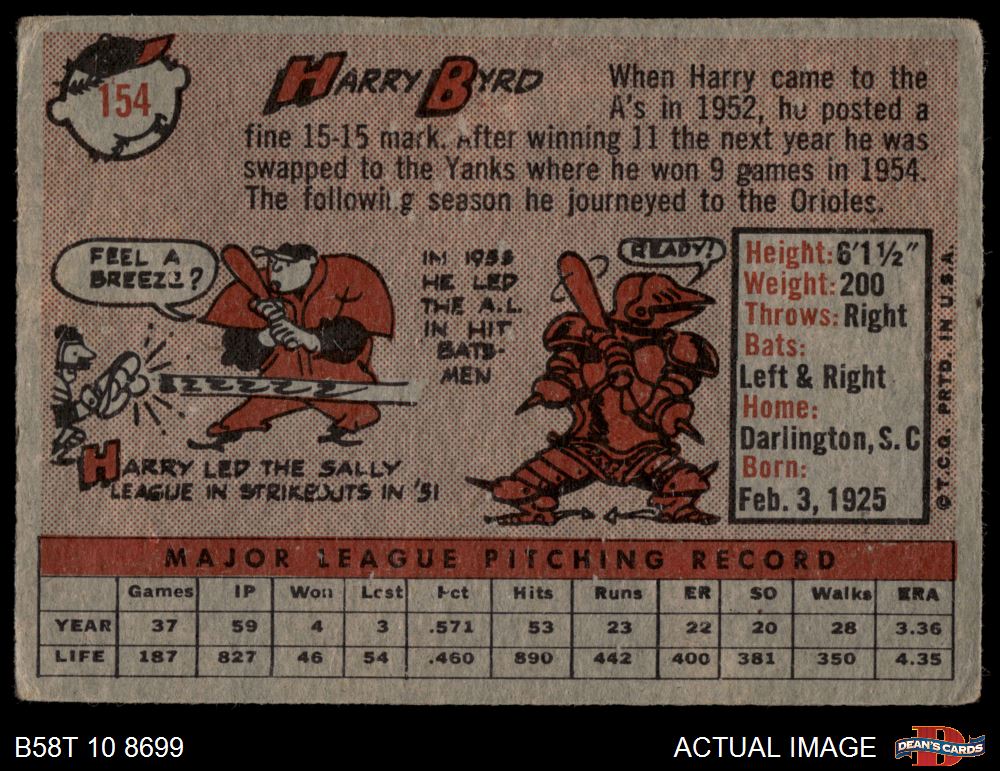 154
HARRY BYRD
When Harry came to the
A's in 1952, he posted a
fine 15-15 mark. After winning 11 the next year he was
swapped to the Yanks where he won 9 games in 1954.
The following season he journeyed to the Orioles.
FEEL A
BREEZE?
IN 1953
HE LED
THE A.L.
IN HIT
BATS-
MEN
READY!
HARRY LED THE SALLY
LEAGUE IN STRIKEOUTS IN '51
Height: 6'1½"
Weight: 200
Throws: Right
Bats:
Left & Right
Home:
Darlington, S. C
Born:
Feb. 3, 1925
© T.C.G. PRTD. IN U.S.A.
MAJOR LEAGUE PITCHING RECORD
Games IP Won Lost Pct Hits Runs ER SO Walks ERA
YEAR 37 59 4 3 .571 53 23 22 20 28 3.36
LIFE 187 827 46 54 .460 890 442 400 381 350 4.35
B58T 10 8699
ACTUAL IMAGE
DEAN'S CARDS